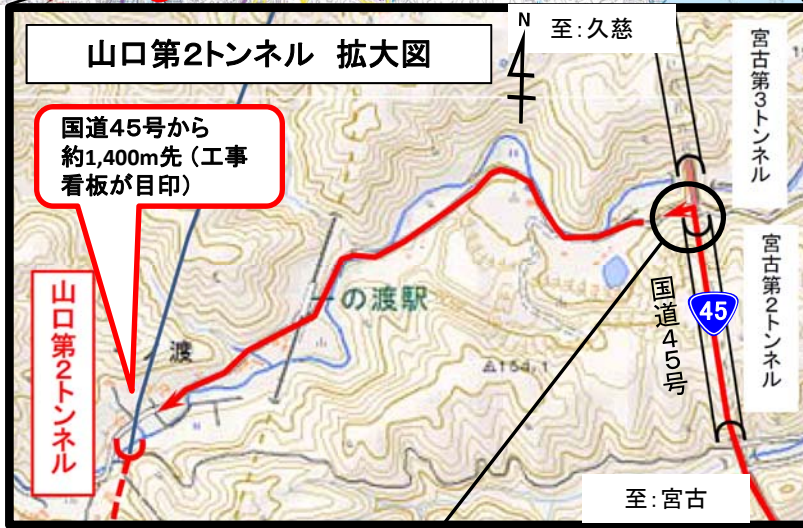 山口第2トンネル 拡大図
N
至:久慈
宮古第3トンネル
国道45号から
約1,400m先（工事
看板が目印）
山口第2トンネル
一の渡駅
渡
国道45号
45
宮古第2トンネル
154.1
至:宮古